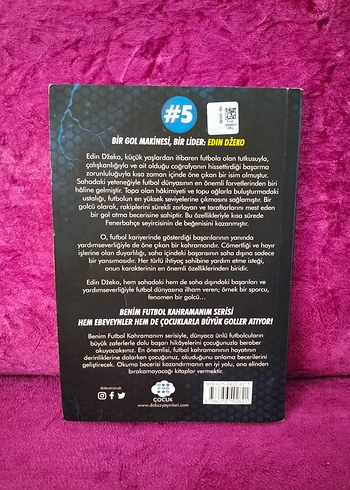 #5
BİR GOL MAKİNESİ, BİR LİDER: EDIN DŽEKO
Edin Džeko, küçük yaşlardan itibaren futbola olan tutkusuyla,
çalışkanlığıyla ve ait olduğu coğrafyanın hissettirdiği başarma
zorunluluğuyla kısa zaman içinde öne çıkan bir isim olmuştur.
Sahadaki yeteneğiyle futbol dünyasının en önemli forvetlerinden biri
hâline gelmiştir. Topa olan hâkimiyeti ve topu ağlarla buluşturmadaki
ustalığı, futbolun en yüksek seviyelerine çıkmasını sağlamıştır. Bir
golcü olarak, rakiplerini sürekli zorlayan ve taraftarlarını mest eden
bir gol atma becerisine sahiptir. Bu özellikleriyle kısa sürede
Fenerbahçe seyircisinin de beğenisini kazanmıştır.
O, futbol kariyerinde gösterdiği başarılarının yanında
yardımseverliğiyle de öne çıkan bir kahramandır. Cömertliği ve hayır
işlerine olan duyarlılığı, saha içindeki başarısının saha dışına sadece
bir yansımasıdır. Her türlü ihtiyaç sahibine yardım etme isteği,
onun karakterinin en önemli özelliklerinden biridir.
Edin Džeko, hem sahadaki hem de saha dışındaki başarıları ve
yardımseverliğiyle futbol dünyasına ilham veren; örnek bir sporcu,
fenomen bir golcü...
BENİM FUTBOL KAHRAMANIM SERİSİ
HEM EBEVEYNLER HEM DE ÇOCUKLARLA BÜYÜK GOLLER ATIYOR!
Benim Futbol Kahramanım serisiyle, dünyaca ünlü futbolcuların
büyük zaferlerle dolu başarı hikâyelerini çocuğunuzla beraber
okuyacaksınız. En önemlisi, futbol kahramanının hayatının
derinliklerine dalarken çocuğunuz, okuduğunu anlama becerilerini
geliştirecek. Okuma becerisi kazandırmanın en iyi yolu, ona elinden
bırakamayacağı kitaplar vermektir.
dokuzcocuk
ÇOCUK
www.dokuzyayinlari.com